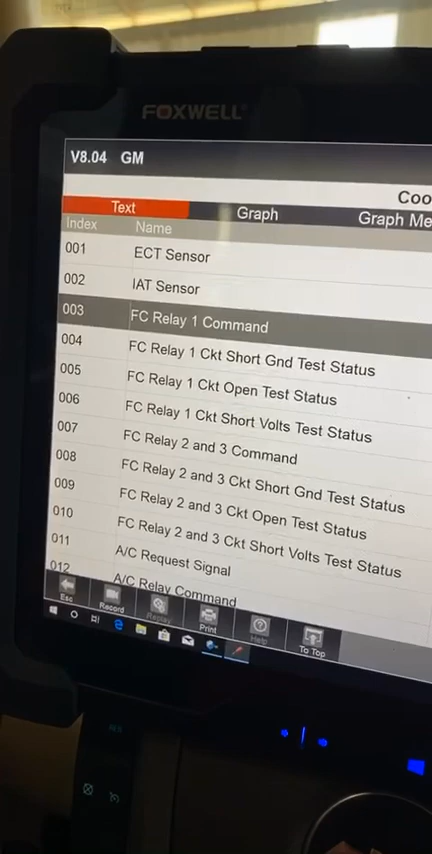 FOXWELL
V8.04 GM
Coo
Text Graph Graph Me
Index Name
001 ECT Sensor
002 IAT Sensor
003 FC Relay 1 Command
004 FC Relay 1 Ckt Short Gnd Test Status
005 FC Relay 1 Ckt Open Test Status
006 FC Relay 1 Ckt Short Volts Test Status
007 FC Relay 2 and 3 Command
008 FC Relay 2 and 3 Ckt Short Gnd Test Status
009 FC Relay 2 and 3 Ckt Open Test Status
010 FC Relay 2 and 3 Ckt Short Volts Test Status
011 A/C Request Signal
012 A/C Relay Command
Esc Record Replay Print Help To Top